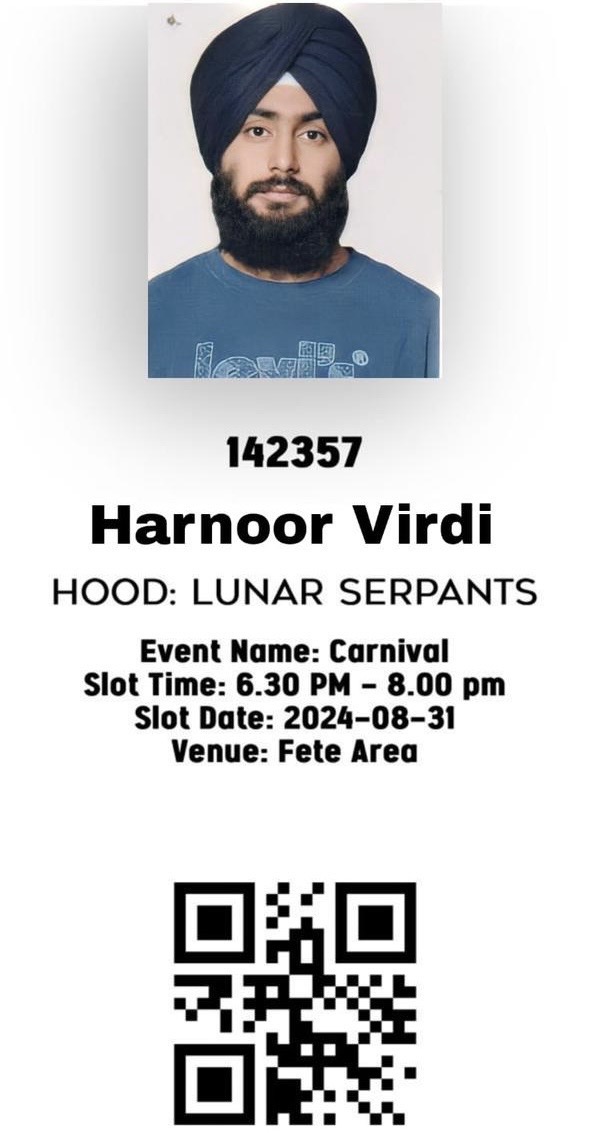 Levi's®
142357
Harnoor Virdi
HOOD: LUNAR SERPANTS
Event Name: Carnival
Slot Time: 6.30 PM – 8.00 pm
Slot Date: 2024-08-31
Venue: Fete Area